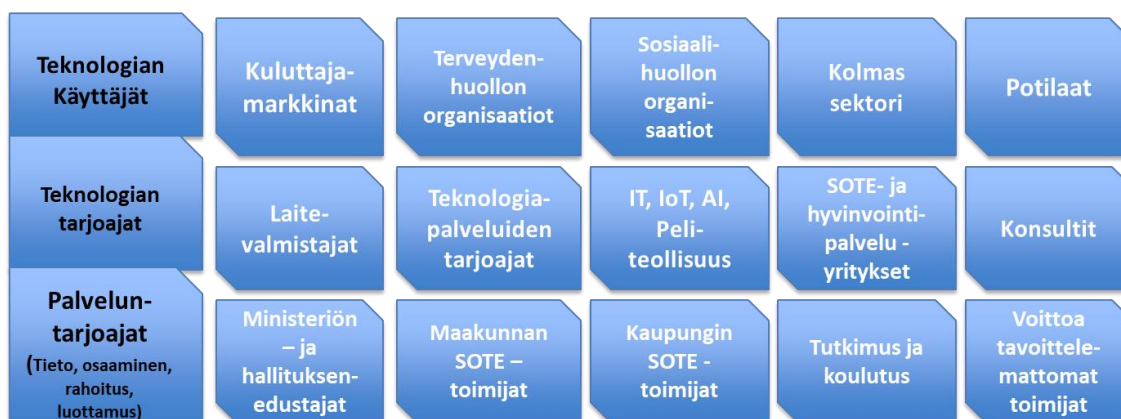 Teknologian
Käyttäjät
Kuluttaja-
markkinat
Terveyden-
huollon
organisaatiot
Sosiaali-
huollon
organi-
saatiot
Kolmas
sektori
Potilaat
Teknologian
tarjoajat
Laite-
valmistajat
Teknologia-
palveluiden
tarjoajat
IT, IoT, AI,
Peli-
teollisuus
SOTE- ja
hyvinvointi-
palvelu -
yritykset
Konsultit
Palvelun-
tarjoajat
(Tieto, osaaminen,
rahoitus,
luottamus)
Ministeriön
– ja
hallituksen-
edustajat
Maakunnan
SOTE –
toimijat
Kaupungin
SOTE -
toimijat
Tutkimus ja
koulutus
Voittoa
tavoittele-
mattomat
toimijat